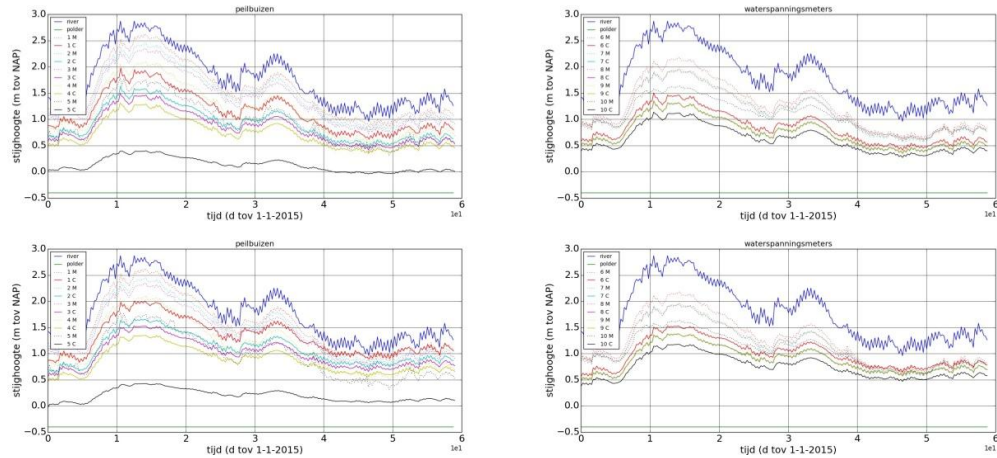 peilbuizen
stijghoogte (m tov NAP)
3.0
2.5
2.0
1.5
1.0
0.5
0.0
−0.5
river
polder
1 M
1 C
2 M
2 C
3 M
3 C
4 M
4 C
5 M
5 C
0 1 2 3 4 5 6
1e1
tijd (d tov 1-1-2015)
waterspanningsmeters
stijghoogte (m tov NAP)
3.0
2.5
2.0
1.5
1.0
0.5
0.0
−0.5
river
polder
6 M
6 C
7 M
7 C
8 M
8 C
9 M
9 C
10 M
10 C
0 1 2 3 4 5 6
1e1
tijd (d tov 1-1-2015)
peilbuizen
stijghoogte (m tov NAP)
3.0
2.5
2.0
1.5
1.0
0.5
0.0
−0.5
river
polder
1 M
1 C
2 M
2 C
3 M
3 C
4 M
4 C
5 M
5 C
0 1 2 3 4 5 6
1e1
tijd (d tov 1-1-2015)
waterspanningsmeters
stijghoogte (m tov NAP)
3.0
2.5
2.0
1.5
1.0
0.5
0.0
−0.5
river
polder
6 M
6 C
7 M
7 C
8 M
8 C
9 M
9 C
10 M
10 C
0 1 2 3 4 5 6
1e1
tijd (d tov 1-1-2015)